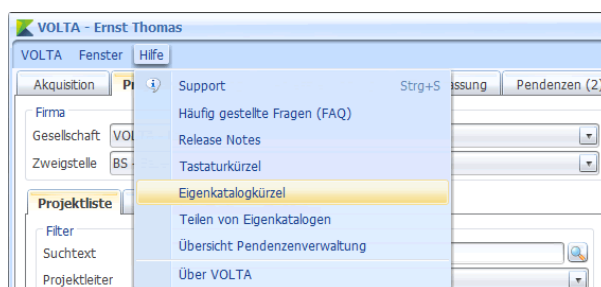 VOLTA - Ernst Thomas
VOLTA Fenster Hilfe
Akquisition Support Strg+S Pendenzen (2)
Firma Häufig gestellte Fragen (FAQ)
Gesellschaft Release Notes
Zweigstelle BS Tastaturkürzel
Projektliste Eigenkatalogkürzel
Filter Teilen von Eigenkatalogen
Suchtext Übersicht Pendenzenverwaltung
Projektleiter Über VOLTA